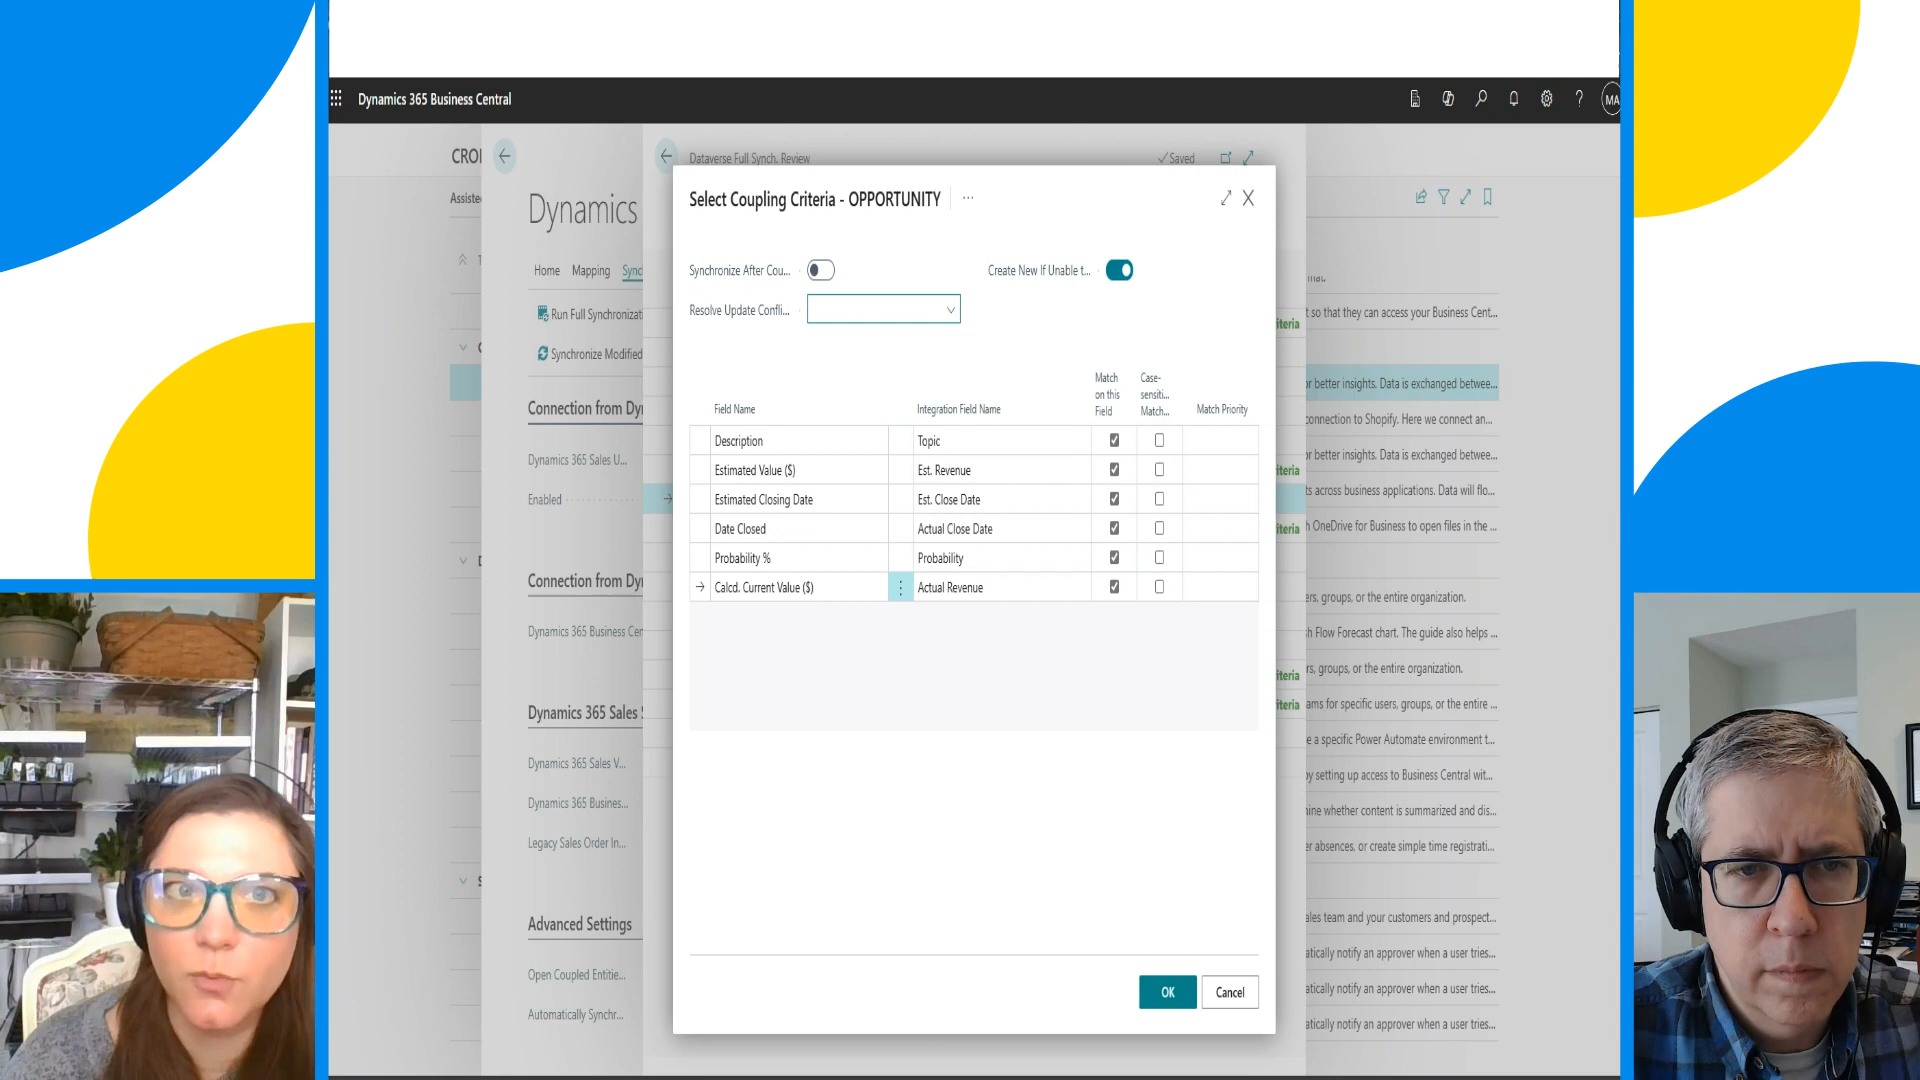 Dynamics 365 Business Central
MA
CRO
Assiste
Dynamics
Home Mapping Sync
Run Full Synchronizat
Synchronize Modified
Connection from Dy
Dynamics 365 Sales U...
Enabled
Connection from Dy
Dynamics 365 Business Cen
Dynamics 365 Sales
Dynamics 365 Sales V...
Dynamics 365 Busines...
Legacy Sales Order In...
Advanced Settings
Open Coupled Entitie...
Automatically Synchr...
Dataverse Full Synch. Review
Saved
Select Coupling Criteria - OPPORTUNITY ...
Synchronize After Cou...
Create New If Unable t...
Resolve Update Confli...
Field Name Integration Field Name Match on this Field Case-sensiti... Match... Match Priority
Description Topic
Estimated Value ($) Est. Revenue
Estimated Closing Date Est. Close Date
Date Closed Actual Close Date
Probability % Probability
Calcd. Current Value ($) Actual Revenue
OK Cancel
iteria
iteria
iteria
iteria
iteria
t so that they can access your Business Cent...
or better insights. Data is exchanged betwee...
connection to Shopify. Here we connect an...
or better insights. Data is exchanged betwee...
ts across business applications. Data will flo...
h OneDrive for Business to open files in the ...
ers, groups, or the entire organization.
h Flow Forecast chart. The guide also helps ...
rs, groups, or the entire organization.
ams for specific users, groups, or the entire ...
e a specific Power Automate environment t...
by setting up access to Business Central wit...
ine whether content is summarized and dis...
er absences, or create simple time registrati...
ales team and your customers and prospect...
atically notify an approver when a user tries...
atically notify an approver when a user tries...
atically notify an approver when a user tries...